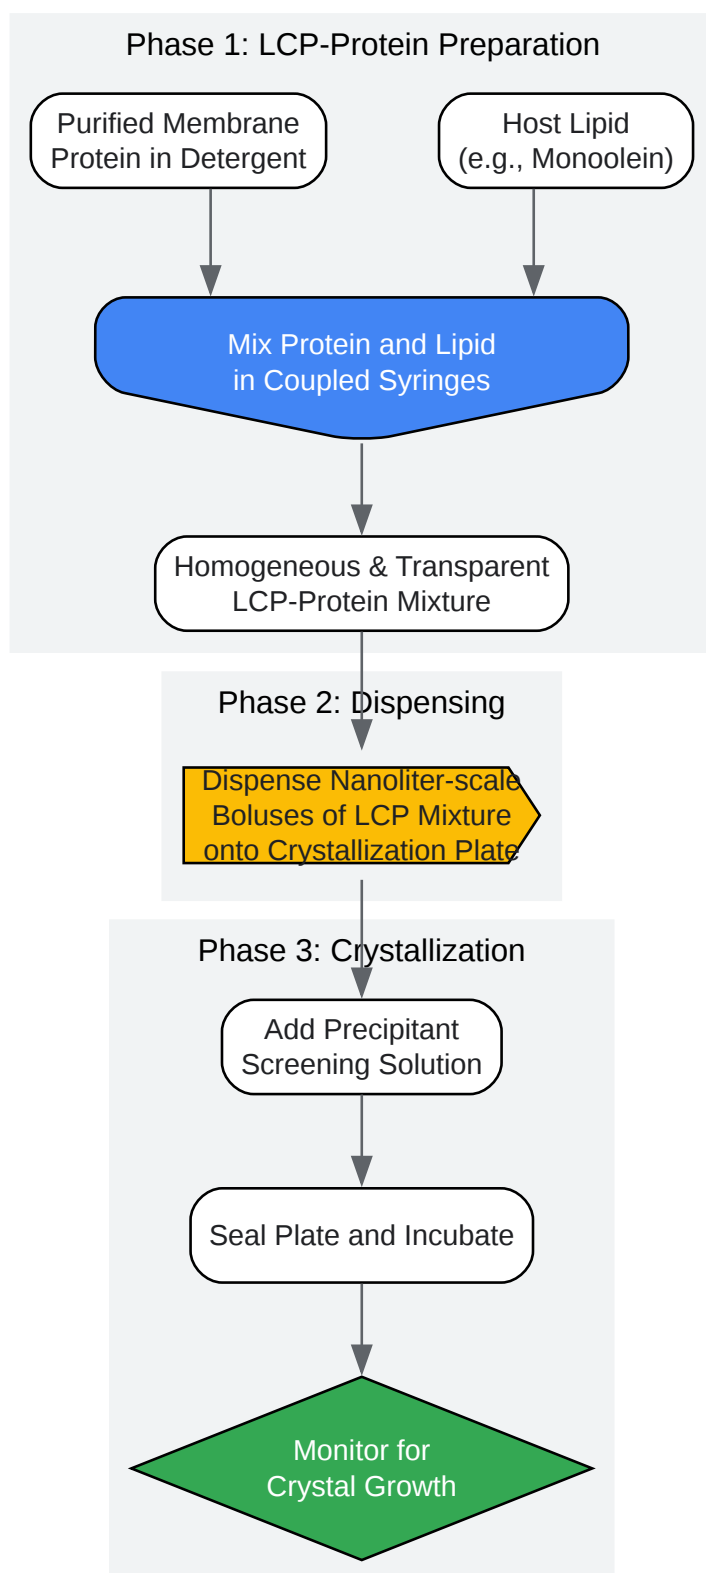 Phase 1: LCP-Protein Preparation
Purified Membrane
Protein in Detergent
Host Lipid
(e.g., Monoolein)
Mix Protein and Lipid
in Coupled Syringes
Homogeneous & Transparent
LCP-Protein Mixture
Phase 2: Dispensing
Dispense Nanoliter-scale
Boluses of LCP Mixture
onto Crystallization Plate
Phase 3: Crystallization
Add Precipitant
Screening Solution
Seal Plate and Incubate
Monitor for
Crystal Growth